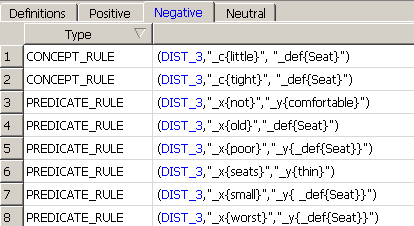 Definitions Positive Negative Neutral
Type
1 CONCEPT_RULE (DIST_3,"_c{little}", "_def{Seat}")
2 CONCEPT_RULE (DIST_3,"_c{tight}", "_def{Seat}")
3 PREDICATE_RULE (DIST_3,"_x{not}","_y{comfortable}")
4 PREDICATE_RULE (DIST_3,"_x{old}","_def{Seat}")
5 PREDICATE_RULE (DIST_3,"_x{poor}","_y{_def{Seat}}")
6 PREDICATE_RULE (DIST_3,"_x{seats}","_y{thin}")
7 PREDICATE_RULE (DIST_3,"_x{small}","_y{ _def{Seat}}")
8 PREDICATE_RULE (DIST_3,"_x{worst}","_y{_def{Seat}}")